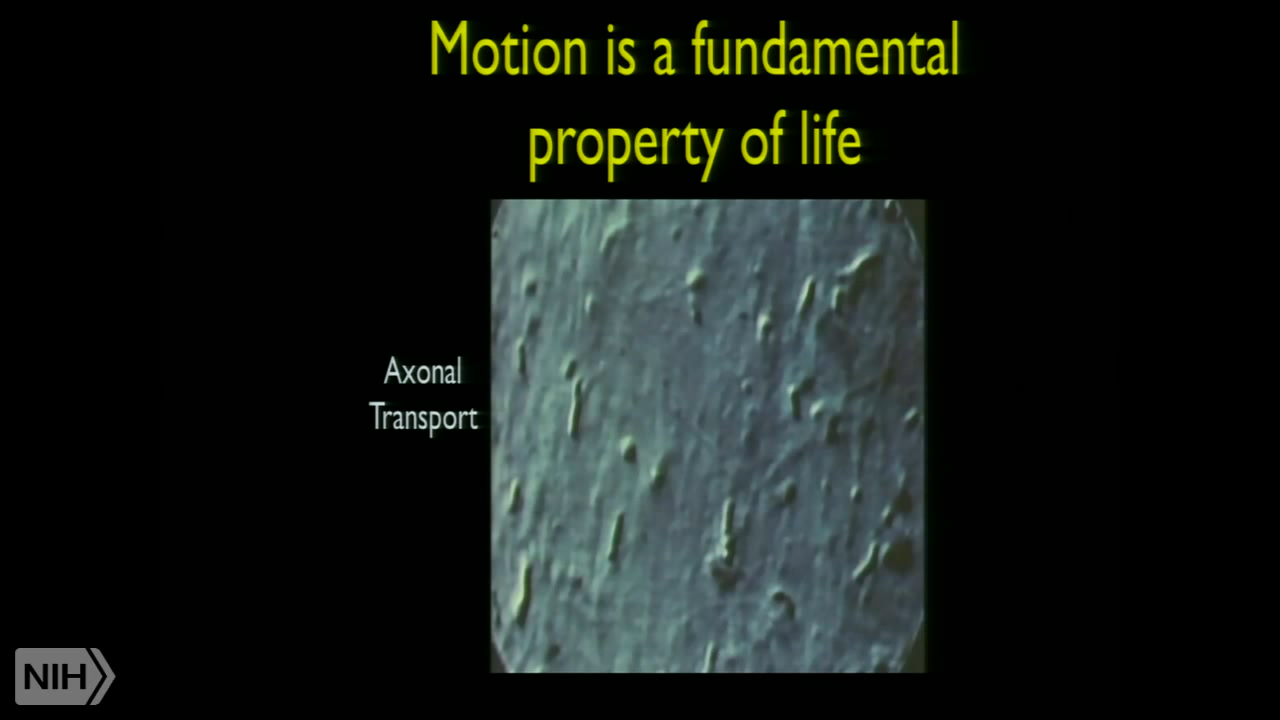 Motion is a fundamental
property of life
Axonal
Transport
NIH